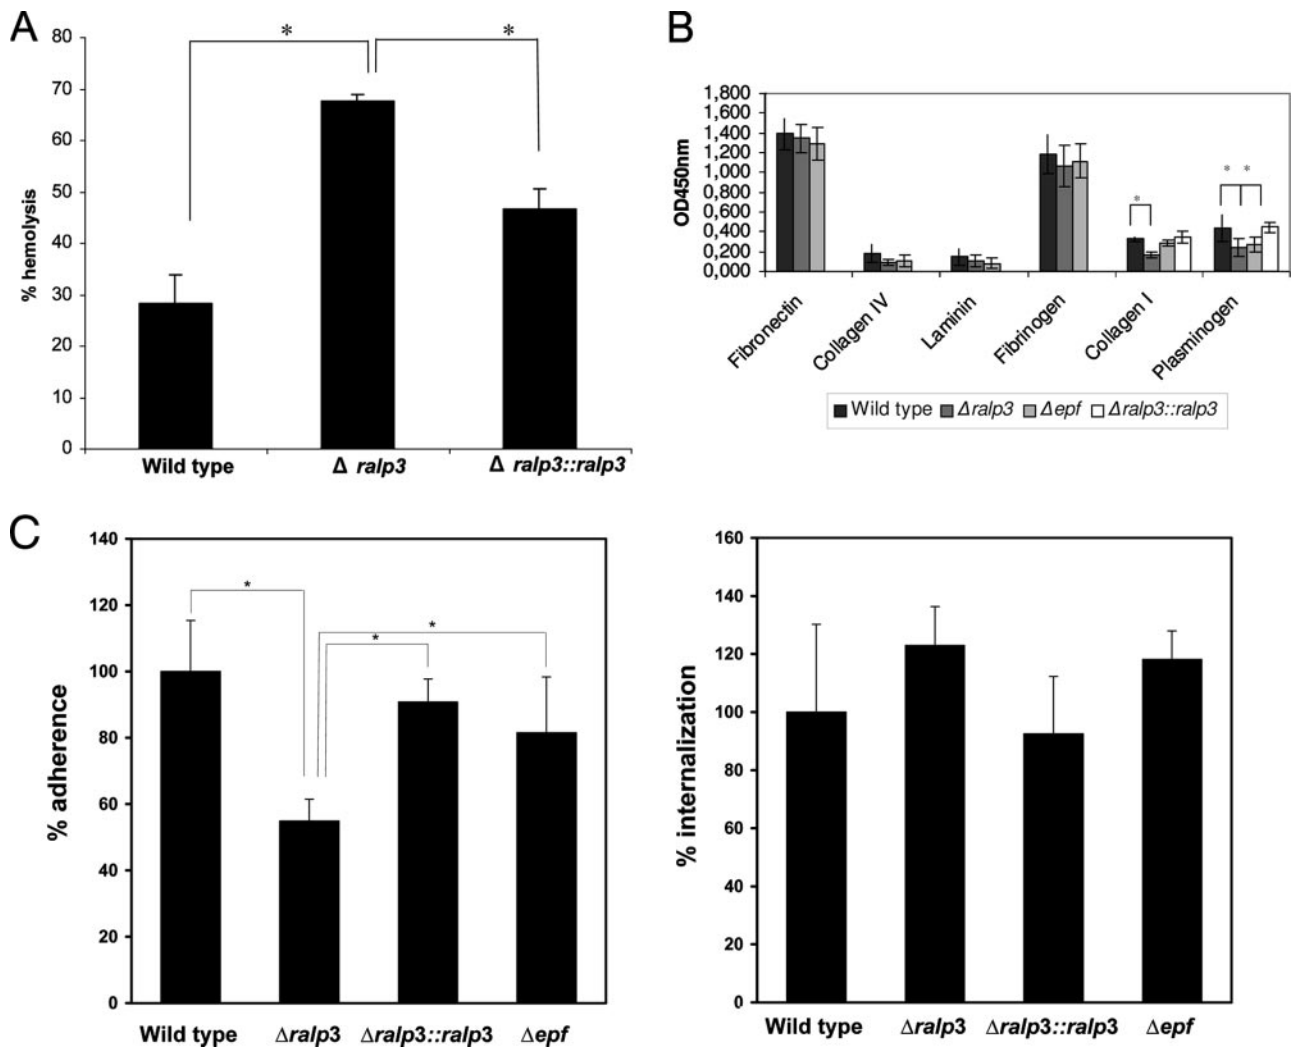 A
% hemolysis
80
70
60
50
40
30
20
10
0
*
*
Wild type
Δ ralp3
Δ ralp3::ralp3
B
OD450nm
1,800
1,600
1,400
1,200
1,000
0,800
0,600
0,400
0,200
0,000
*
* *
Fibronectin
Collagen IV
Laminin
Fibrinogen
Collagen I
Plasminogen
Wild type Δralp3 Δepf Δralp3::ralp3
C
% adherence
140
120
100
80
60
40
20
0
*
*
*
Wild type
Δralp3
Δralp3::ralp3
Δepf
% internalization
160
140
120
100
80
60
40
20
0
Wild type
Δralp3
Δralp3::ralp3
Δepf